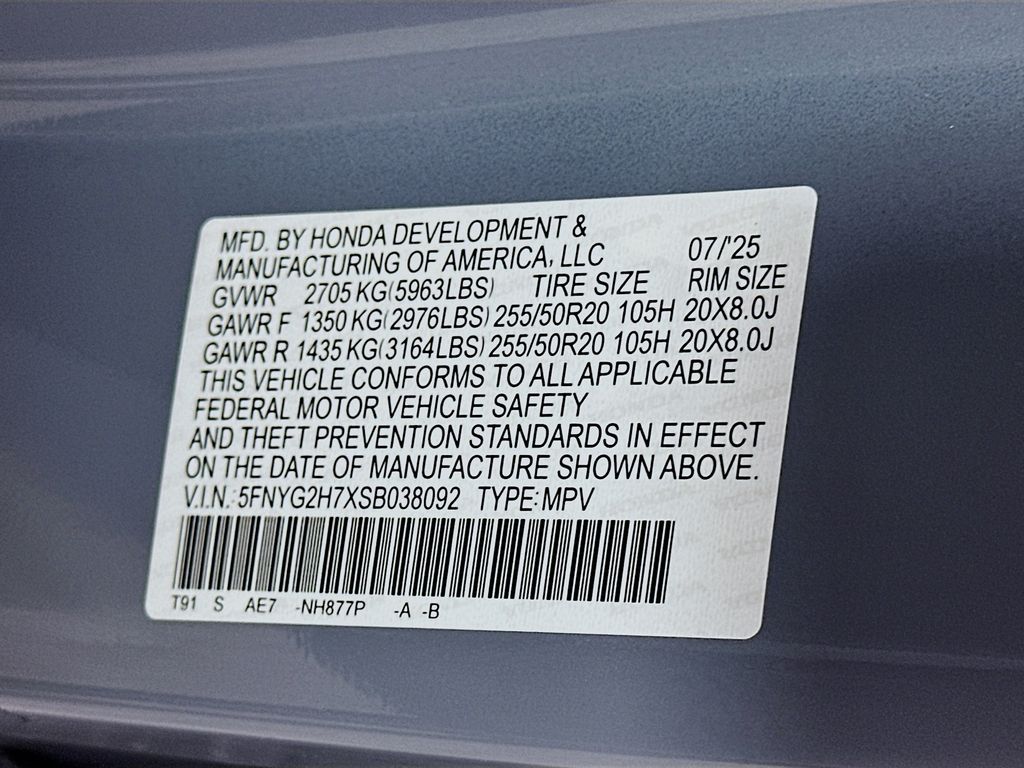 MFD. BY HONDA DEVELOPMENT &
MANUFACTURING OF AMERICA, LLC 07/'25
GVWR 2705 KG(5963LBS) TIRE SIZE RIM SIZE
GAWR F 1350 KG(2976LBS) 255/50R20 105H 20X8.0J
GAWR R 1435 KG(3164LBS) 255/50R20 105H 20X8.0J
THIS VEHICLE CONFORMS TO ALL APPLICABLE
FEDERAL MOTOR VEHICLE SAFETY
AND THEFT PREVENTION STANDARDS IN EFFECT
ON THE DATE OF MANUFACTURE SHOWN ABOVE.
V.I.N.: 5FNYG2H7XSB038092 TYPE: MPV
T91 S AE7 -NH877P -A -B